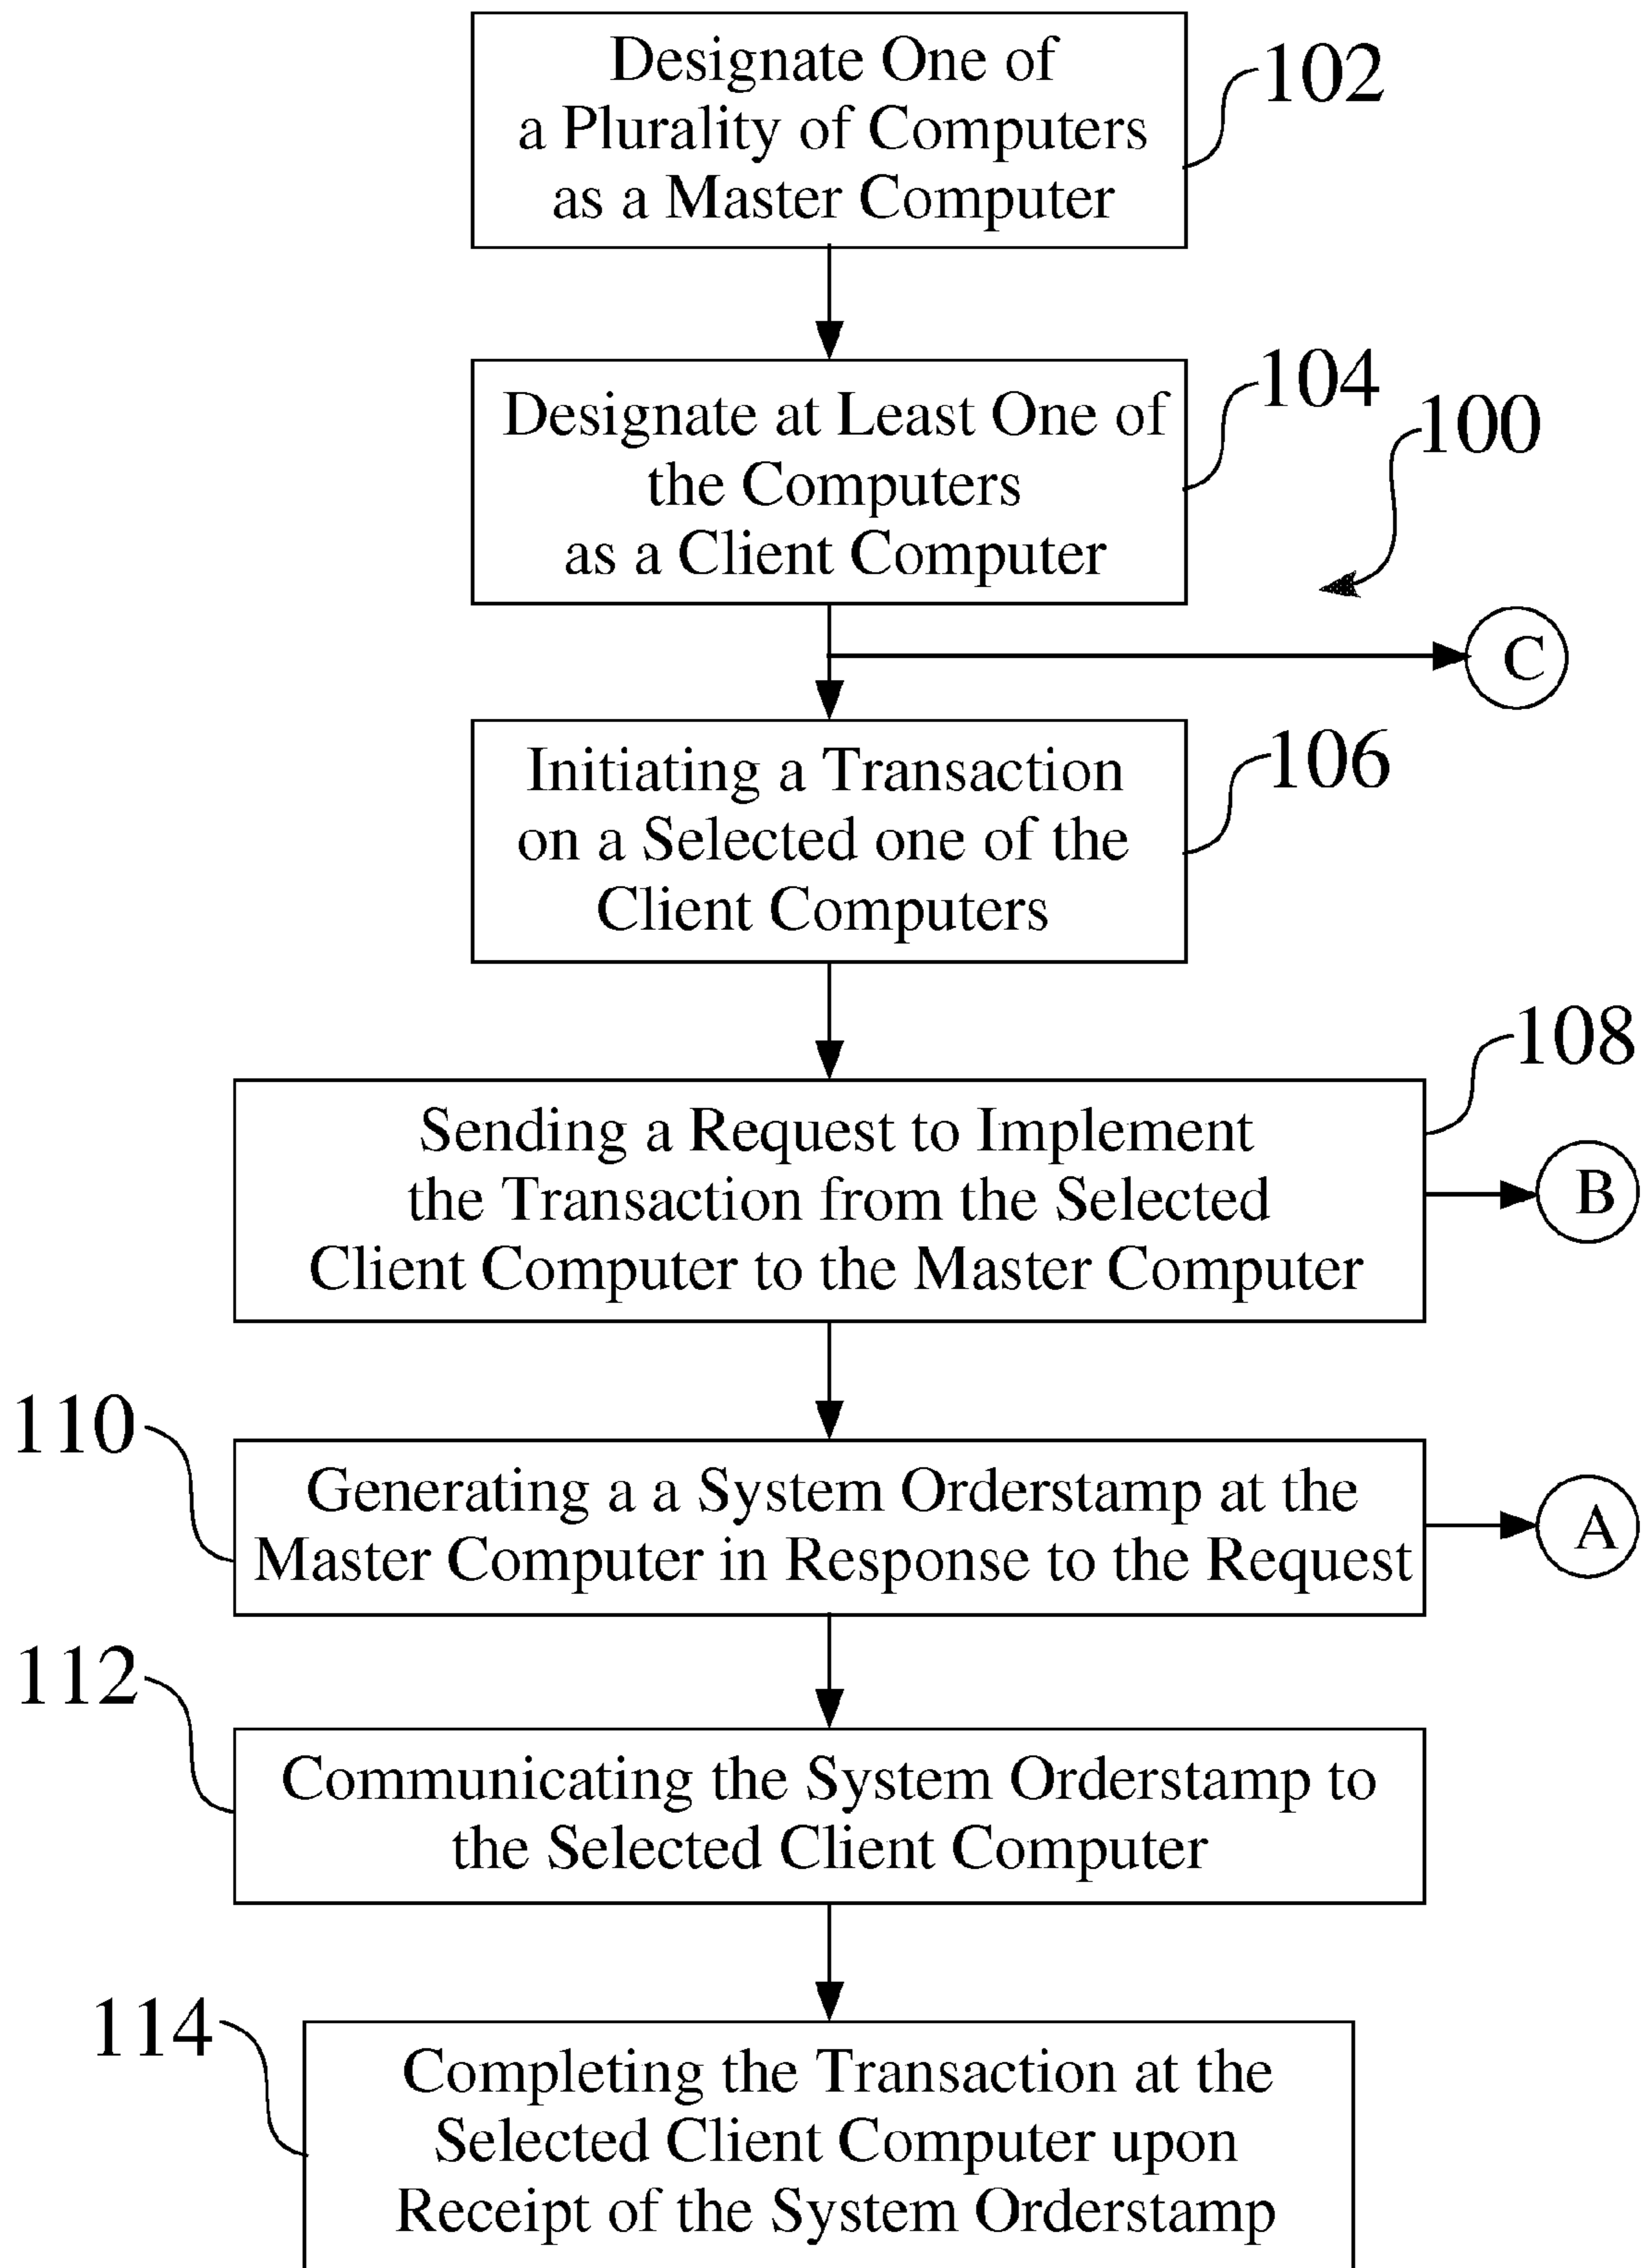 Designate One of
a Plurality of Computers
as a Master Computer
102
Designate at Least One of
the Computers
as a Client Computer
104
100
C
Initiating a Transaction
on a Selected one of the
Client Computers
106
Sending a Request to Implement
the Transaction from the Selected
Client Computer to the Master Computer
108
B
110
Generating a a System Orderstamp at the
Master Computer in Response to the Request
A
112
Communicating the System Orderstamp to
the Selected Client Computer
114
Completing the Transaction at the
Selected Client Computer upon
Receipt of the System Orderstamp